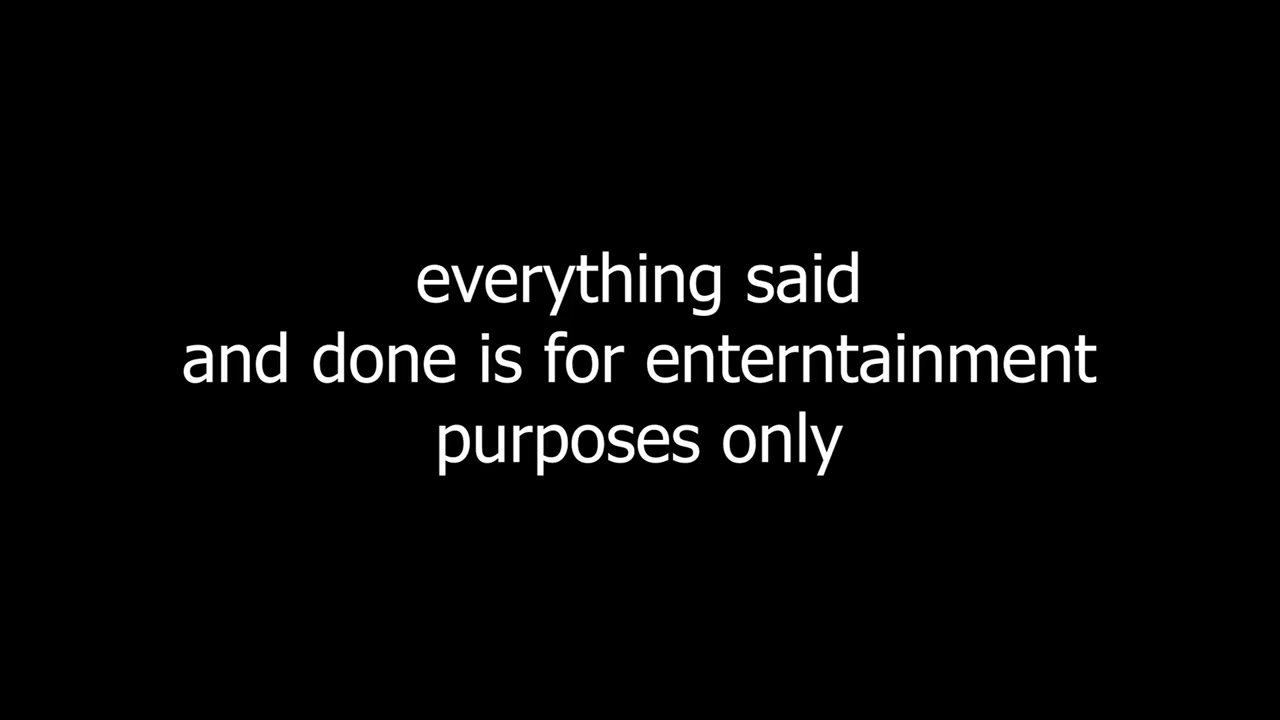 everything said
and done is for enterntainment
purposes only